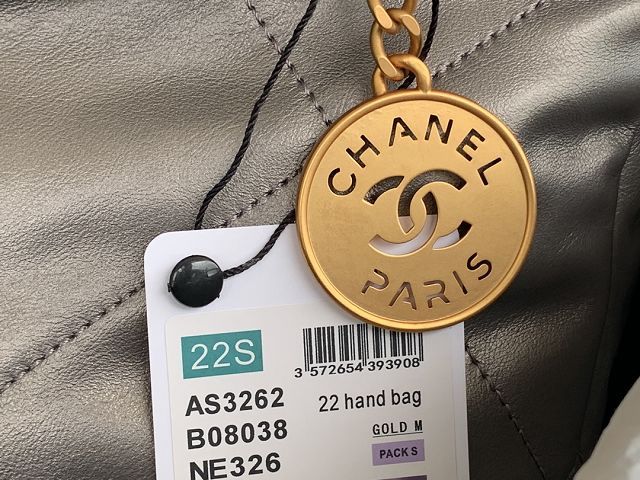 CHANEL
PARIS
22S
3 572654 393908
AS3262
22 hand bag
B08038
GOLD M
NE326
PACK S